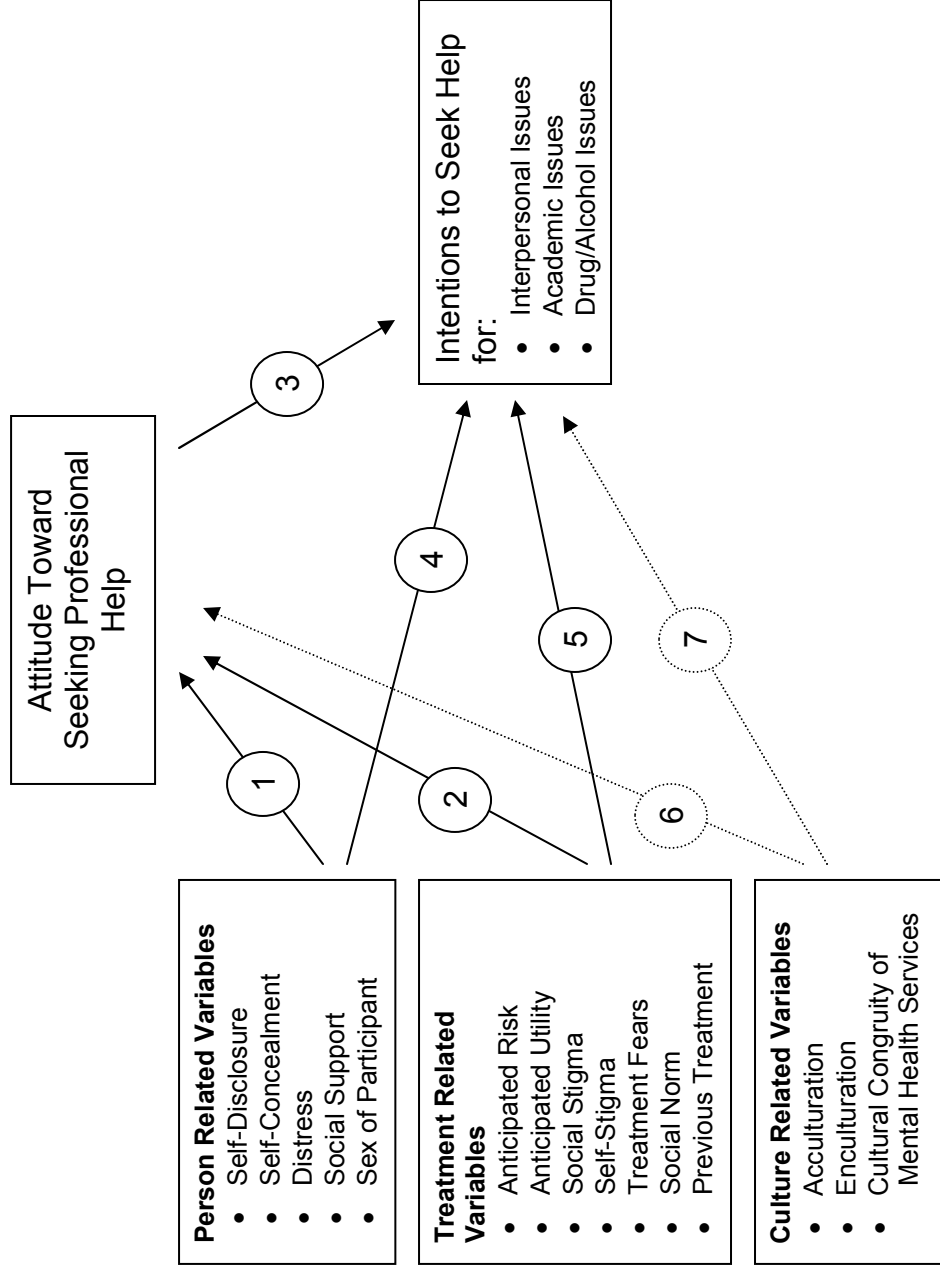 Attitude Toward
Seeking Professional
Help
Person Related Variables
• Self-Disclosure
• Self-Concealment
• Distress
• Social Support
• Sex of Participant
Treatment Related
Variables
• Anticipated Risk
• Anticipated Utility
• Social Stigma
• Self-Stigma
• Treatment Fears
• Social Norm
• Previous Treatment
Culture Related Variables
• Acculturation
• Enculturation
• Cultural Congruity of
Mental Health Services
1
2
3
4
5
6
7
Intentions to Seek Help
for:
• Interpersonal Issues
• Academic Issues
• Drug/Alcohol Issues